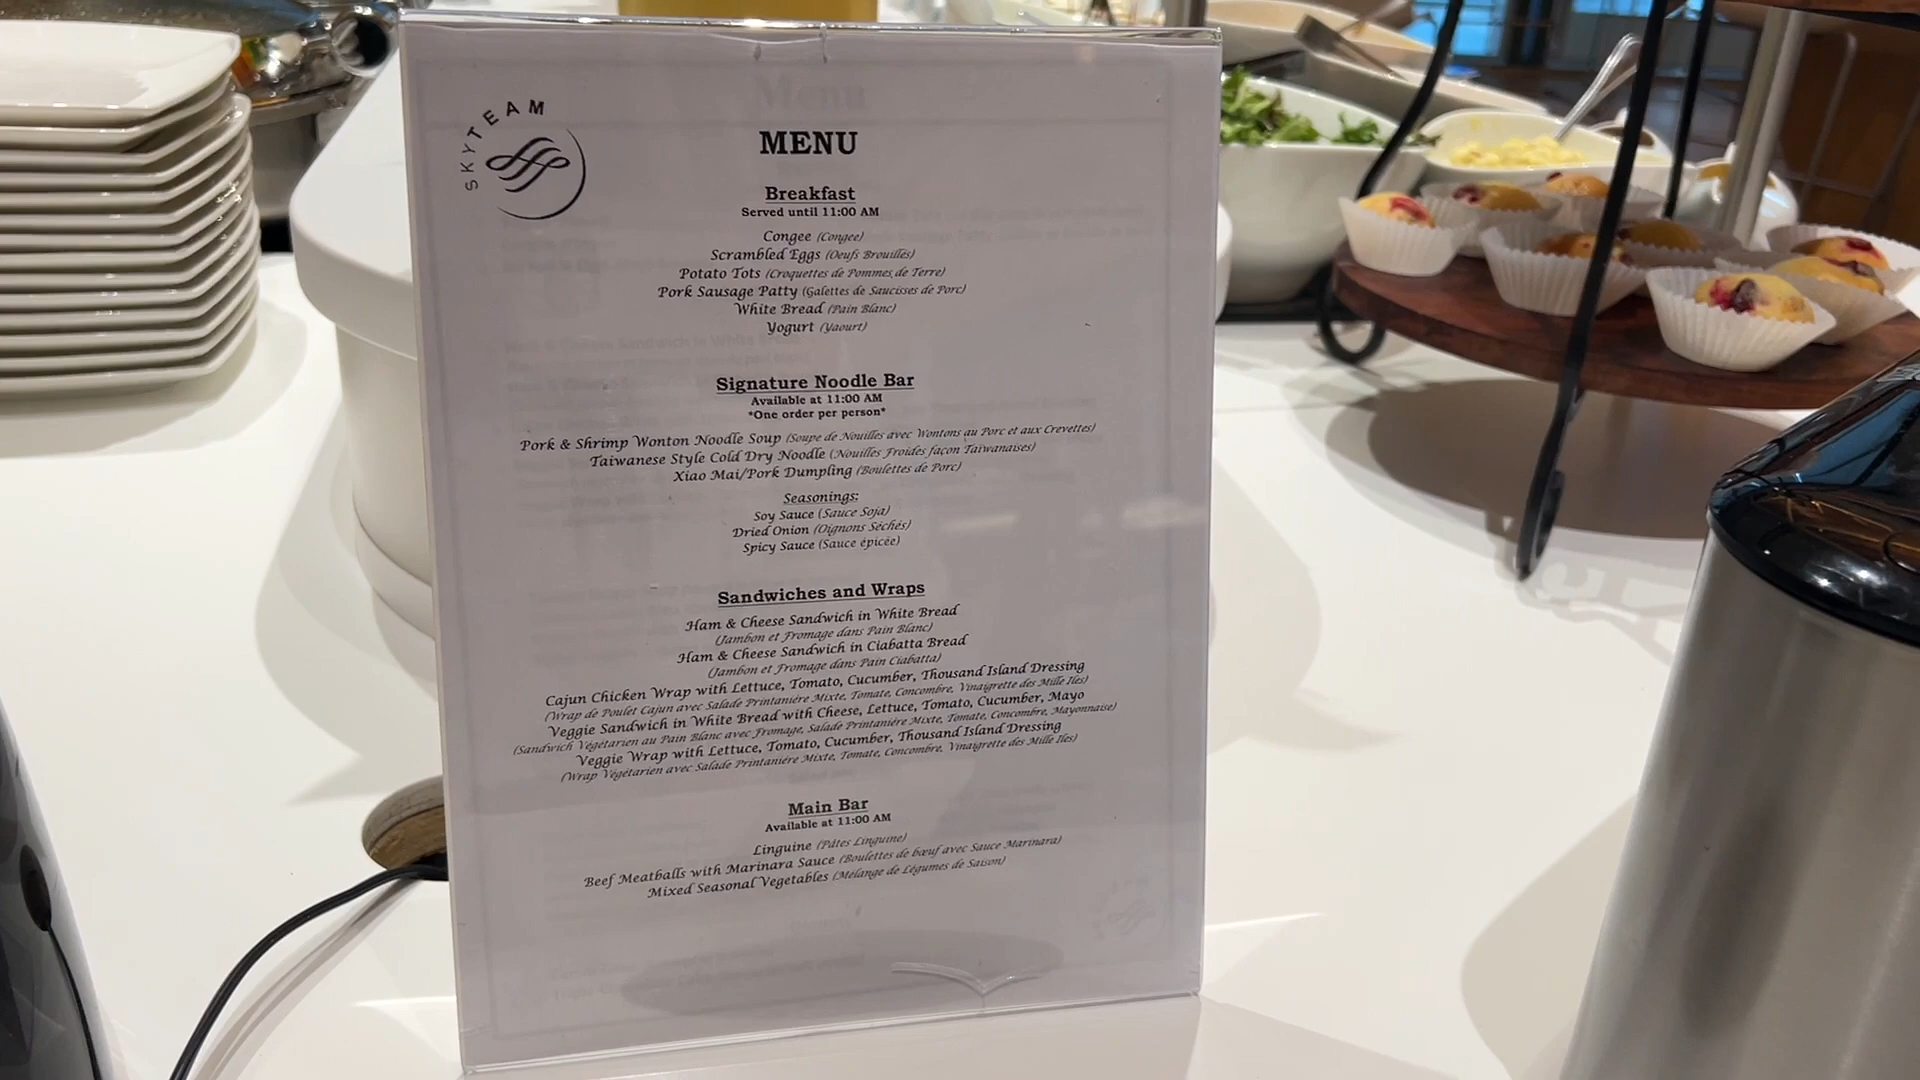 SKYTEAM
MENU
Breakfast
Served until 11:00 AM
Congee (Congee)
Scrambled Eggs (Oeufs Brouillés)
Potato Tots (Croquettes de Pommes de Terre)
Pork Sausage Patty (Galettes de Saucisses de Porc)
White Bread (Pain Blanc)
Yogurt (Yaourt)
Signature Noodle Bar
Available at 11:00 AM
*One order per person*
Pork & Shrimp Wonton Noodle Soup (Soupe de Nouilles avec Wontons au Porc et aux Crevettes)
Taiwanese Style Cold Dry Noodle (Nouilles Froides façon Taïwanaises)
Xiao Mai/Pork Dumpling (Boulettes de Porc)
Seasonings:
Soy Sauce (Sauce Soja)
Dried Onion (Oignons Séchés)
Spicy Sauce (Sauce épicée)
Sandwiches and Wraps
Ham & Cheese Sandwich in White Bread
(Jambon et Fromage dans Pain Blanc)
Ham & Cheese Sandwich in Ciabatta Bread
(Jambon et Fromage dans Pain Ciabatta)
Cajun Chicken Wrap with Lettuce, Tomato, Cucumber, Thousand Island Dressing
(Wrap de Poulet Cajun avec Salade Printanière Mixte, Tomate, Concombre, Vinaigrette des Mille Iles)
Veggie Sandwich in White Bread with Cheese, Lettuce, Tomato, Cucumber, Mayo
(Sandwich Végétarien au Pain Blanc avec Fromage, Salade Printanière Mixte, Tomate, Concombre, Mayonnaise)
Veggie Wrap with Lettuce, Tomato, Cucumber, Thousand Island Dressing
(Wrap Végétarien avec Salade Printanière Mixte, Tomate, Concombre, Vinaigrette des Mille Iles)
Main Bar
Available at 11:00 AM
Linguine (Pâtes Linguine)
Beef Meatballs with Marinara Sauce (Boulettes de bœuf avec Sauce Marinara)
Mixed Seasonal Vegetables (Mélange de Légumes de Saison)